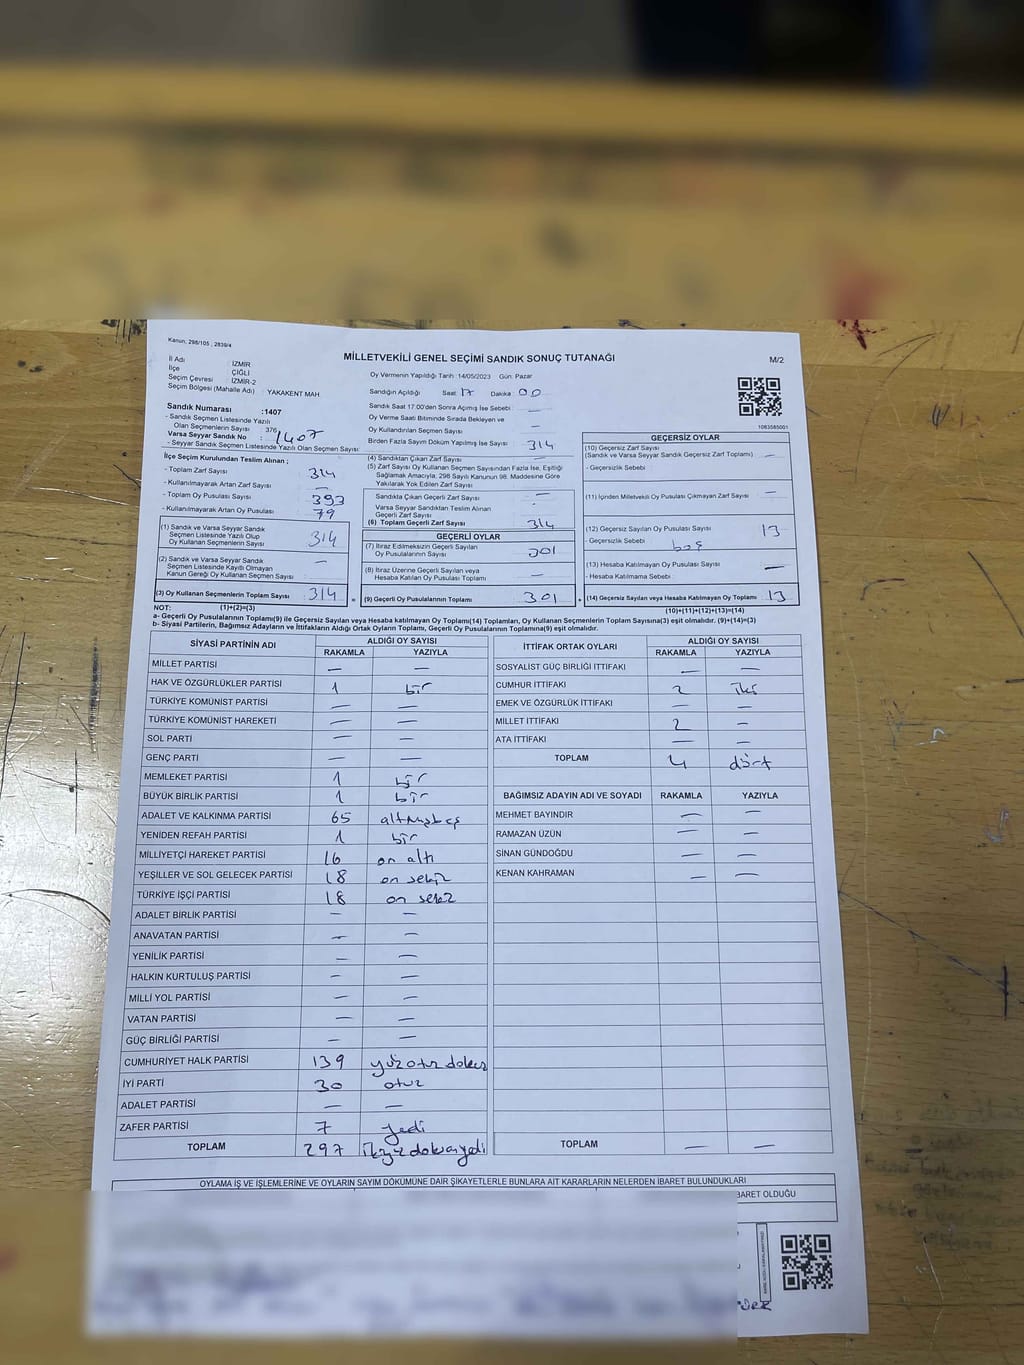 Kanun, 298/105 ; 2839/4
MİLLETVEKİLİ GENEL SEÇİMİ SANDIK SONUÇ TUTANAĞI
M/2
İl Adı : İZMİR
İlçe : ÇİĞLİ
Seçim Çevresi : İZMİR-2
Seçim Bölgesi (Mahalle Adı) : YAKAKENT MAH
Oy Vermenin Yapıldığı Tarih :14/05/2023 Gün: Pazar
Sandığın Açıldığı Saat : 17 Dakika : 00
Sandık Saat 17:00'den Sonra Açımış İse Sebebi —
Oy Verme Saati Bitiminde Sırada Bekleyen ve
Oy Kullandırılan Seçmen Sayısı —
Birden Fazla Sayım Döküm Yapılmış İse Sayısı 314
1083585001
Sandık Numarası :1407
- Sandık Seçmen Listesinde Yazılı
Olan Seçmenlerin Sayısı : 376
Varsa Seyyar Sandık No : 1407
- Seyyar Sandık Seçmen Listesinde Yazılı Olan Seçmen Sayısı:
İlçe Seçim Kurulundan Teslim Alınan ;
- Toplam Zarf Sayısı 314
- Kullanılmayarak Artan Zarf Sayısı —
- Toplam Oy Pusulası Sayısı 393
- Kullanılmayarak Artan Oy Pusulası 79
(1) Sandık ve Varsa Seyyar Sandık
Seçmen Listesinde Yazılı Olup
Oy Kullanan Seçmenlerin Sayısı 314
(2) Sandık ve Varsa Seyyar Sandık
Seçmen Listesinde Kayıtlı Olmayan
Kanun Gereği Oy Kullanan Seçmen Sayısı —
(3) Oy Kullanan Seçmenlerin Toplam Sayısı 314
(4) Sandıktan Çıkan Zarf Sayısı —
(5) Zarf Sayısı Oy Kullanan Seçmen Sayısından Fazla İse, Eşitliği
Sağlamak Amacıyla, 298 Sayılı Kanunun 98. Maddesine Göre
Yakılarak Yok Edilen Zarf Sayısı
Sandıkla Çıkan Geçerli Zarf Sayısı —
Varsa Seyyar Sandıktan Teslim Alınan
Geçerli Zarf Sayısı —
(6) Toplam Geçerli Zarf Sayısı 314
GEÇERLİ OYLAR
(7) İtiraz Edilmeksizin Geçerli Sayılan
Oy Pusulalarının Sayısı 301
(8) İtiraz Üzerine Geçerli Sayılan veya
Hesaba Katılan Oy Pusulası Toplamı —
= (9) Geçerli Oy Pusulalarının Toplamı 301 +
GEÇERSİZ OYLAR
(10) Geçersiz Zarf Sayısı
(Sandık ve Varsa Seyyar Sandık Geçersiz Zarf Toplamı) —
- Geçersizlik Sebebi
(11) İçinden Milletvekili Oy Pusulası Çıkmayan Zarf Sayısı —
(12) Geçersiz Sayılan Oy Pusulası Sayısı 13
- Geçersizlik Sebebi boş
(13) Hesaba Katılmayan Oy Pusulası Sayısı —
- Hesaba Katılmama Sebebi
(14) Geçersiz Sayılan veya Hesaba Katılmayan Oy Toplamı 13
NOT: (1)+(2)=(3)
(10)+(11)+(12)+(13)=(14)
a- Geçerli Oy Pusulasının Toplamı(9) ile Geçersiz Sayılan veya Hesaba katılmayan Oy Toplamı(14) Toplamları, Oy Kullanan Seçmenlerin Toplam Sayısına(3) eşit olmalıdır. (9)+(14)=(3)
b- Siyasi Partilerin, Bağımsız Adayların ve İttifakların Aldığı Ortak Oyların Toplamı, Geçerli Oy Pusulasının Toplamına(9) eşit olmalıdır.
SİYASİ PARTİNİN ADI ALDIĞI OY SAYISI
RAKAMLA YAZIYLA
MİLLET PARTİSİ — —
HAK VE ÖZGÜRLÜKLER PARTİSİ 1 bir
TÜRKİYE KOMÜNİST PARTİSİ — —
TÜRKİYE KOMÜNİST HAREKETİ — —
SOL PARTİ — —
GENÇ PARTİ — —
MEMLEKET PARTİSİ 1 bir
BÜYÜK BİRLİK PARTİSİ 1 bir
ADALET VE KALKINMA PARTİSİ 65 altmışbeş
YENİDEN REFAH PARTİSİ 1 bir
MİLLİYETÇİ HAREKET PARTİSİ 16 on altı
YEŞİLLER VE SOL GELECEK PARTİSİ 18 on sekiz
TÜRKİYE İŞÇİ PARTİSİ 18 on sekiz
ADALET BİRLİK PARTİSİ — —
ANAVATAN PARTİSİ — —
YENİLİK PARTİSİ — —
HALKIN KURTULUŞ PARTİSİ — —
MİLLİ YOL PARTİSİ — —
VATAN PARTİSİ — —
GÜÇ BİRLİĞİ PARTİSİ — —
CUMHURİYET HALK PARTİSİ 139 yüz otuz dokuz
İYİ PARTİ 30 otuz
ADALET PARTİSİ — —
ZAFER PARTİSİ 7 yedi
TOPLAM 297 ikiyüz doksanyedi
İTTİFAK ORTAK OYLARI ALDIĞI OY SAYISI
RAKAMLA YAZIYLA
SOSYALİST GÜÇ BİRLİĞİ İTTİFAKI — —
CUMHUR İTTİFAKI 2 iki
EMEK VE ÖZGÜRLÜK İTTİFAKI — —
MİLLET İTTİFAKI 2 —
ATA İTTİFAKI — —
TOPLAM 4 dört
BAĞIMSIZ ADAYIN ADI VE SOYADI RAKAMLA YAZIYLA
MEHMET BAYINDIR — —
RAMAZAN ÜZÜN — —
SİNAN GÜNDOĞDU — —
KENAN KAHRAMAN — —
TOPLAM — —
OYLAMA İŞ VE İŞLEMLERİNE VE OYLARIN SAYIM DÖKÜMÜNE DAİR ŞİKAYETLERLE BUNLARA AİT KARARLARIN NELERDEN İBARET BULUNDUKLARI
BARET OLDUĞU